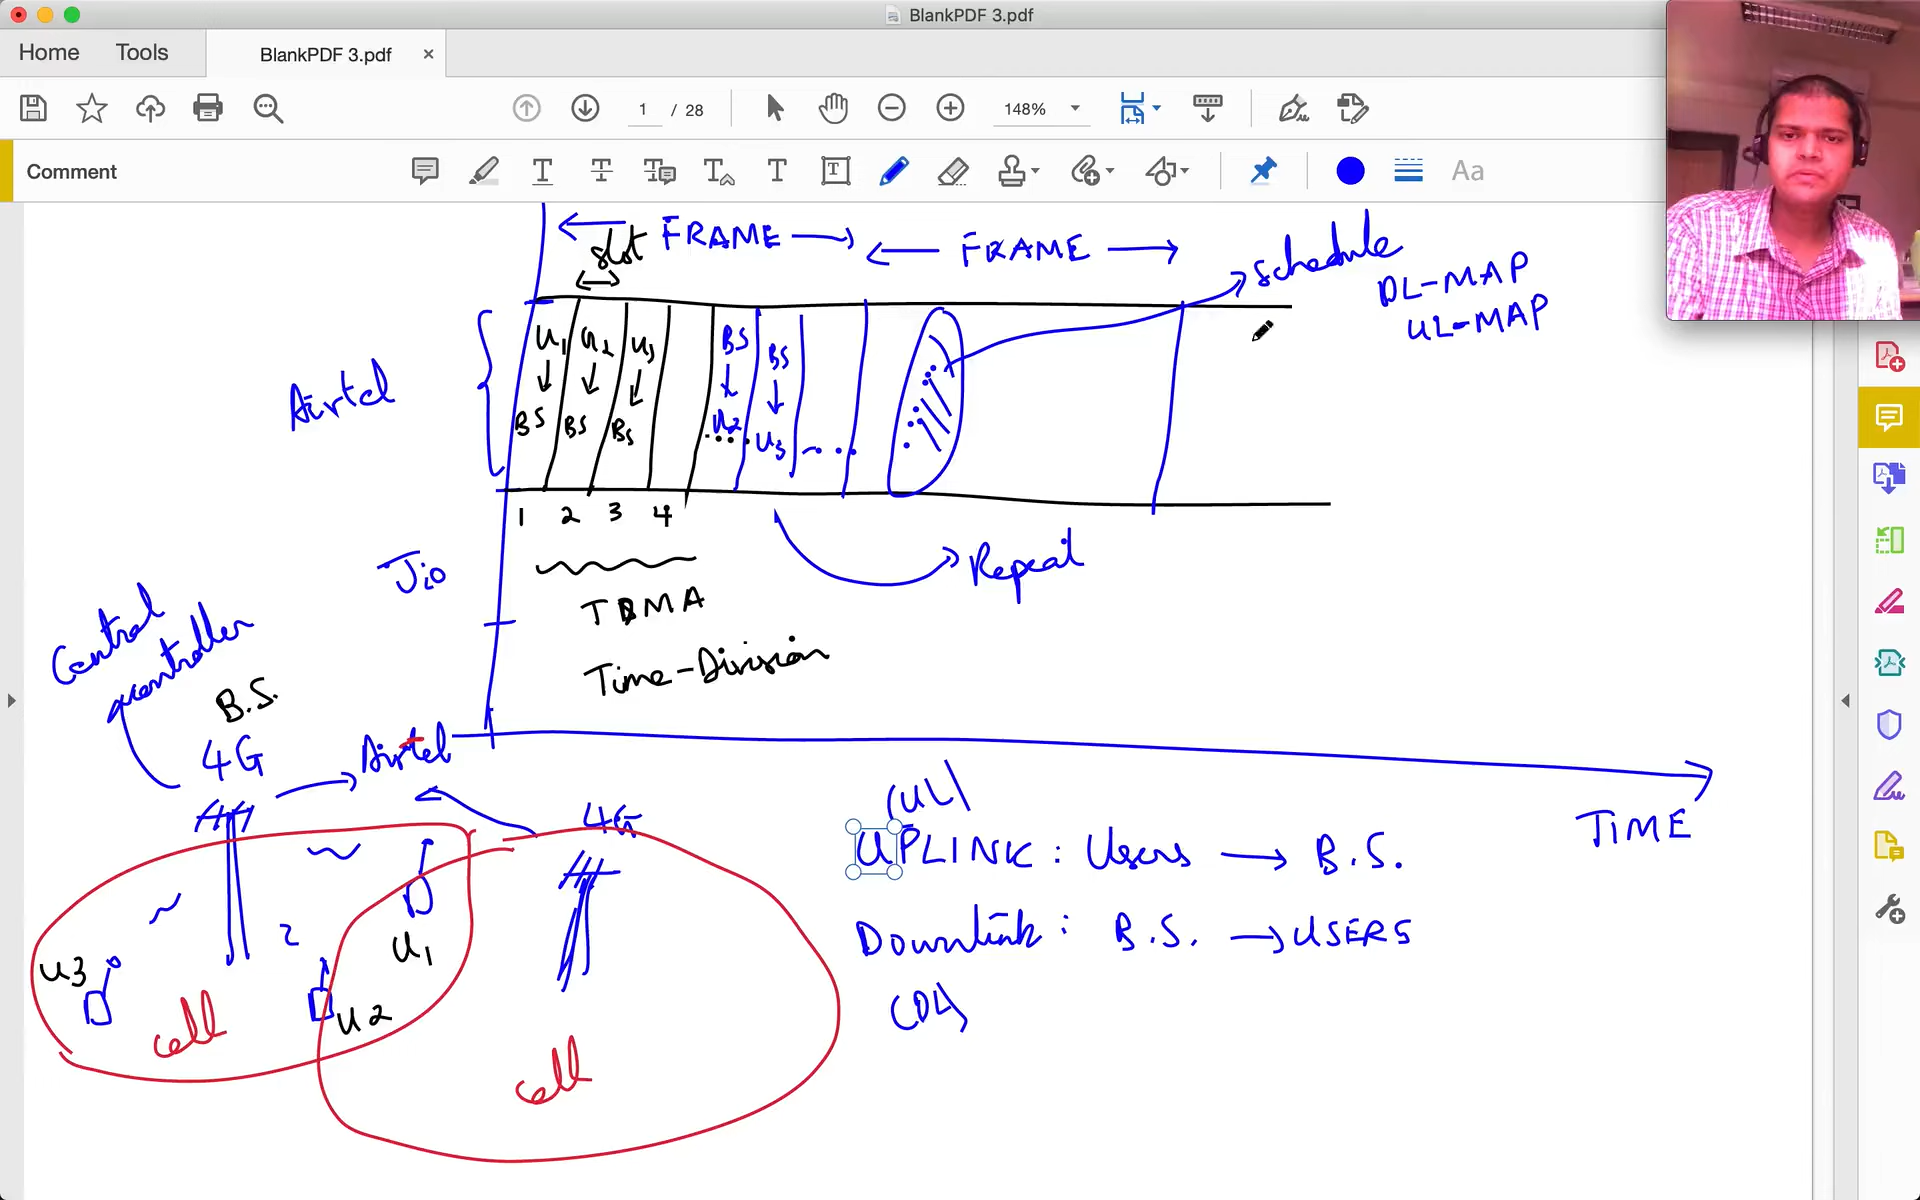 BlankPDF 3.pdf
Home
Tools
BlankPDF 3.pdf
1 / 28
148%
Comment
Aa
FRAME
slot
FRAME
Schedule
DL-MAP
UL-MAP
U1 U2 U3 BS BS
BS BS BS U2 U3
Airtel
1 2 3 4
Repeat
Jio
TDMA
Time-Division
Central
controller
B.S.
4G
Airtel
4G
TIME
(UL)
UPLINK : Users → B.S.
Downlink : B.S. → USERS
(DL)
U1
U3
U2
cell
cell